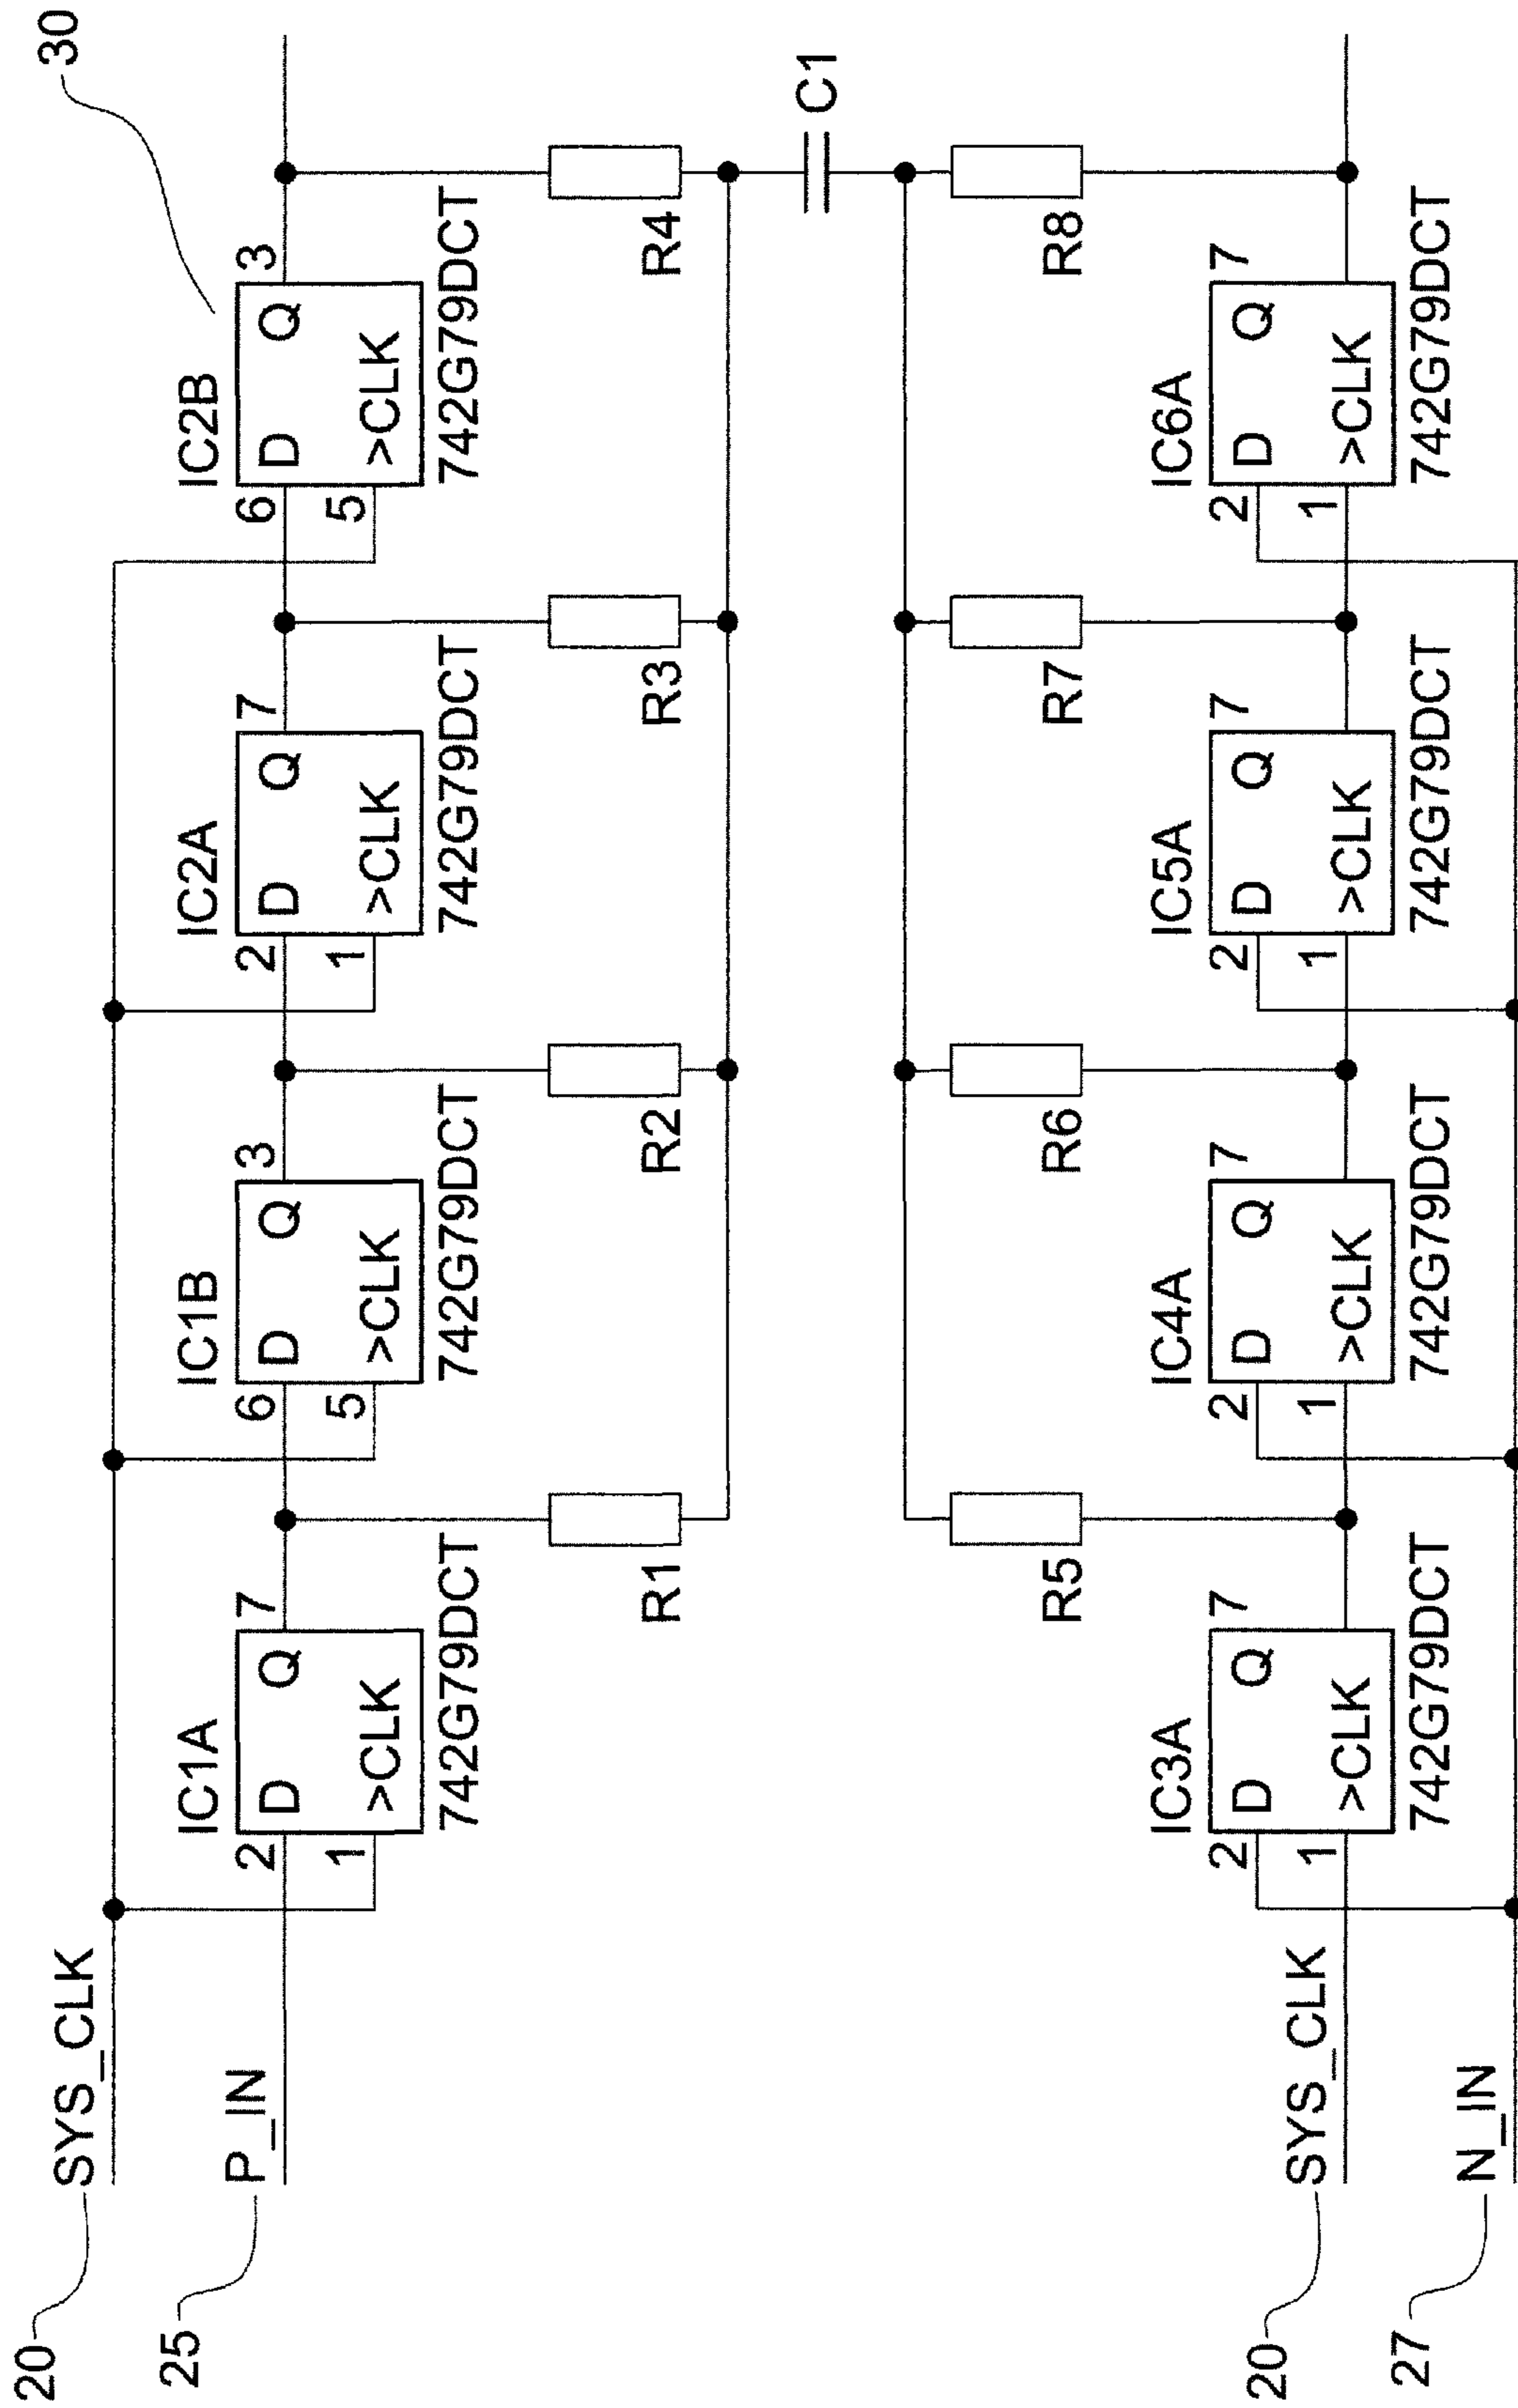 30
20
SYS_CLK
25
P_IN
IC1A
2
D
Q
7
1
>CLK
742G79DCT
IC1B
6
D
Q
3
5
>CLK
742G79DCT
IC2A
2
D
Q
7
1
>CLK
742G79DCT
IC2B
6
D
Q
3
5
>CLK
742G79DCT
R1
R2
R3
R4
C1
R5
R6
R7
R8
20
SYS_CLK
27
N_IN
IC3A
2
D
Q
7
1
>CLK
742G79DCT
IC4A
2
D
Q
7
1
>CLK
742G79DCT
IC5A
2
D
Q
7
1
>CLK
742G79DCT
IC6A
2
D
Q
7
1
>CLK
742G79DCT